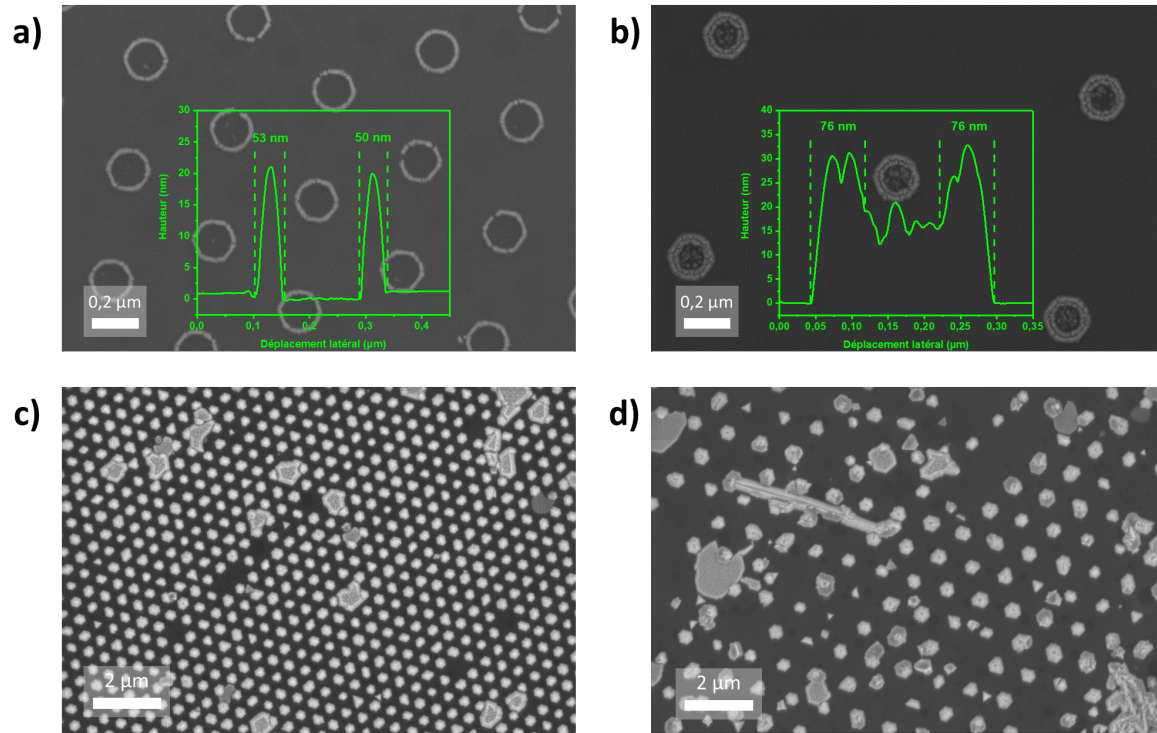 a)
53 nm
50 nm
Hauteur (nm)
30
25
20
15
10
5
0
0,0
0,1
0,2
0,3
0,4
Déplacement latéral (µm)
0,2 µm
b)
76 nm
76 nm
Hauteur (nm)
40
35
30
25
20
15
10
5
0
0,00
0,05
0,10
0,15
0,20
0,25
0,30
0,35
Déplacement latéral (µm)
0,2 µm
c)
2 µm
d)
2 µm